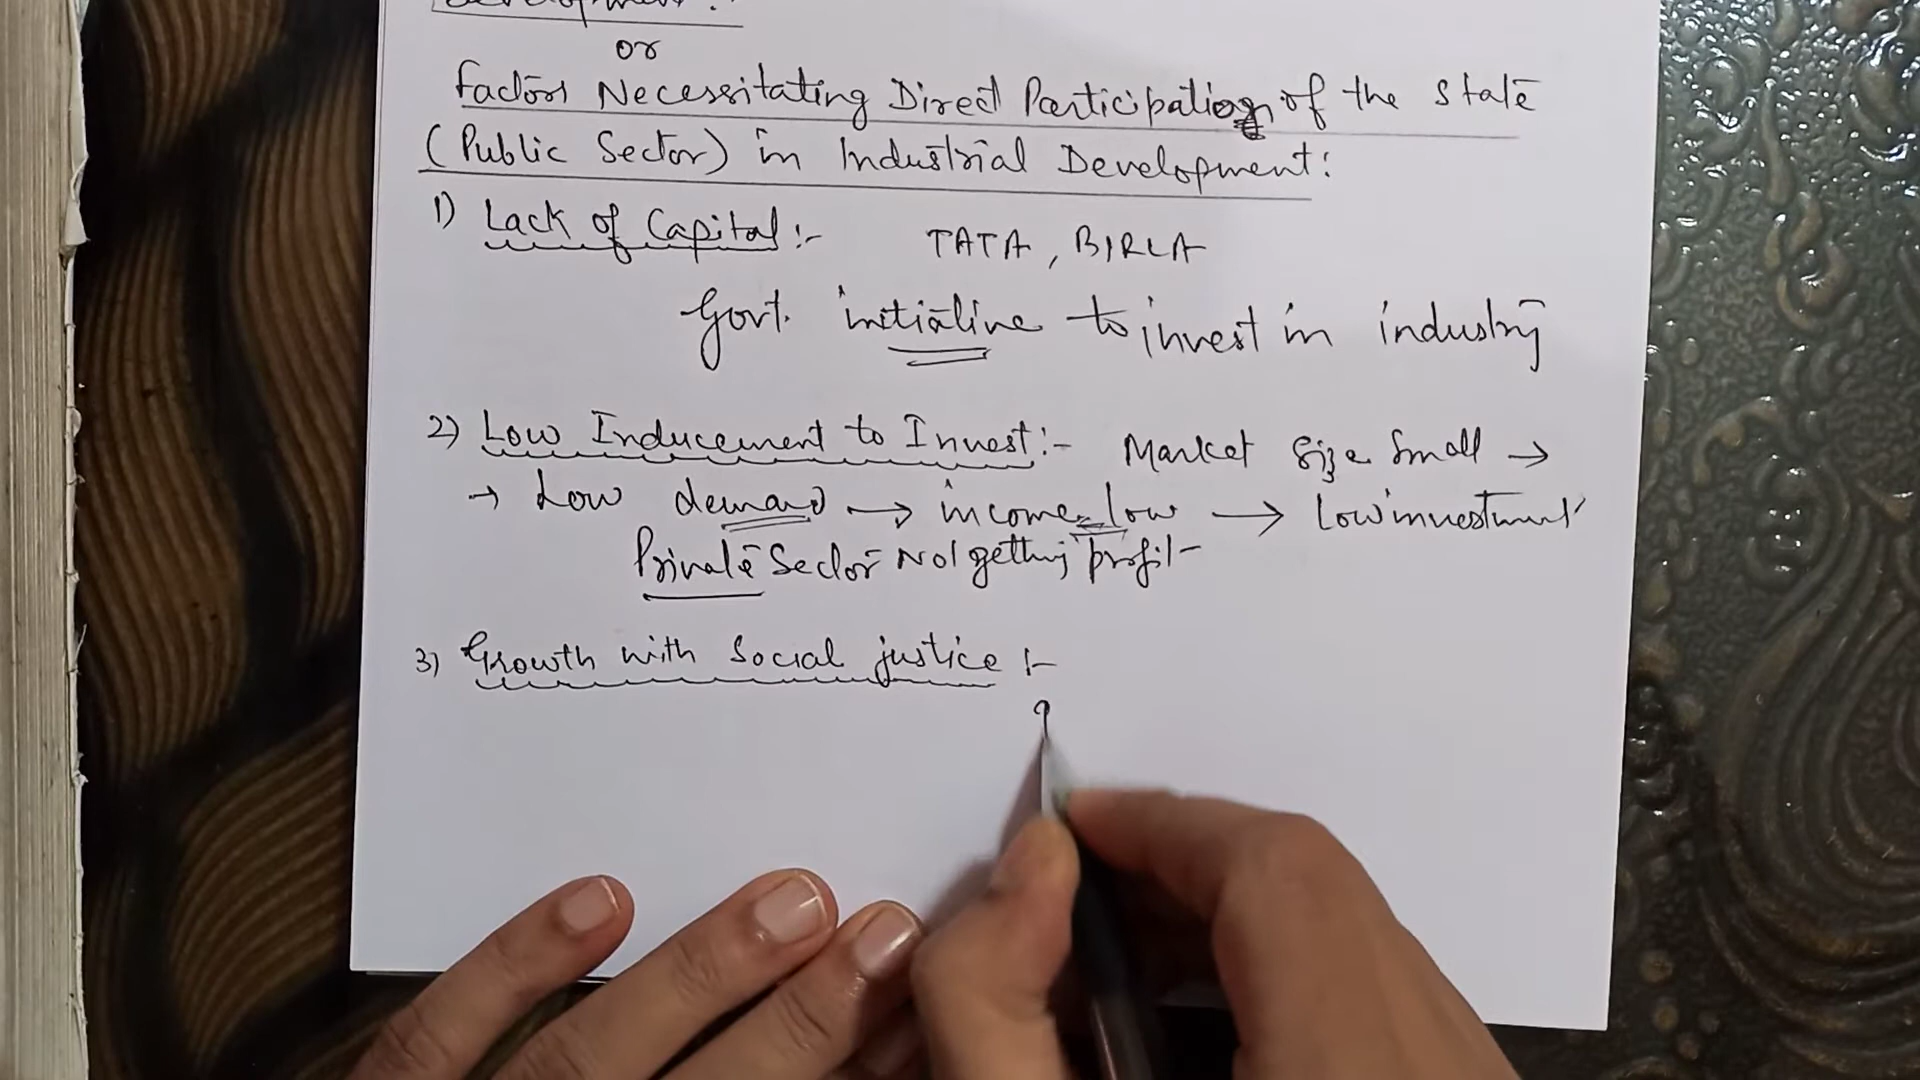 Development :
or
Factors Necessitating Direct Participation of the State
(Public Sector) in Industrial Development:
1) Lack of Capital :- TATA, BIRLA
Govt. initiative to invest in industry
2) Low Inducement to Invest:- Market Size Small →
→ Low demand → income low → Low investment
Private Sector Not getting profit-
3) Growth with Social justice :-